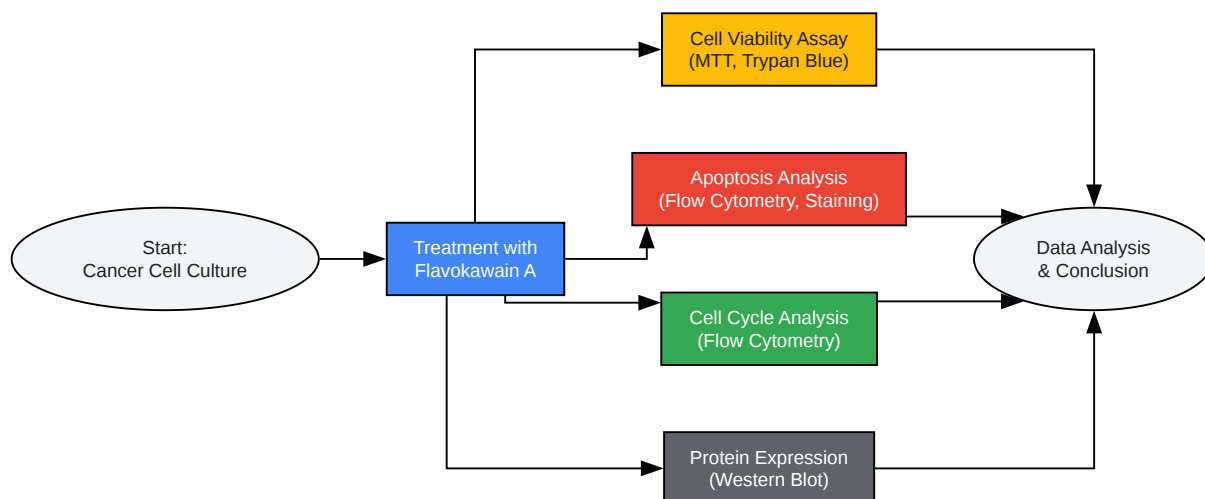 Start:
Cancer Cell Culture
Treatment with
Flavokawain A
Cell Viability Assay
(MTT, Trypan Blue)
Apoptosis Analysis
(Flow Cytometry, Staining)
Cell Cycle Analysis
(Flow Cytometry)
Protein Expression
(Western Blot)
Data Analysis
& Conclusion